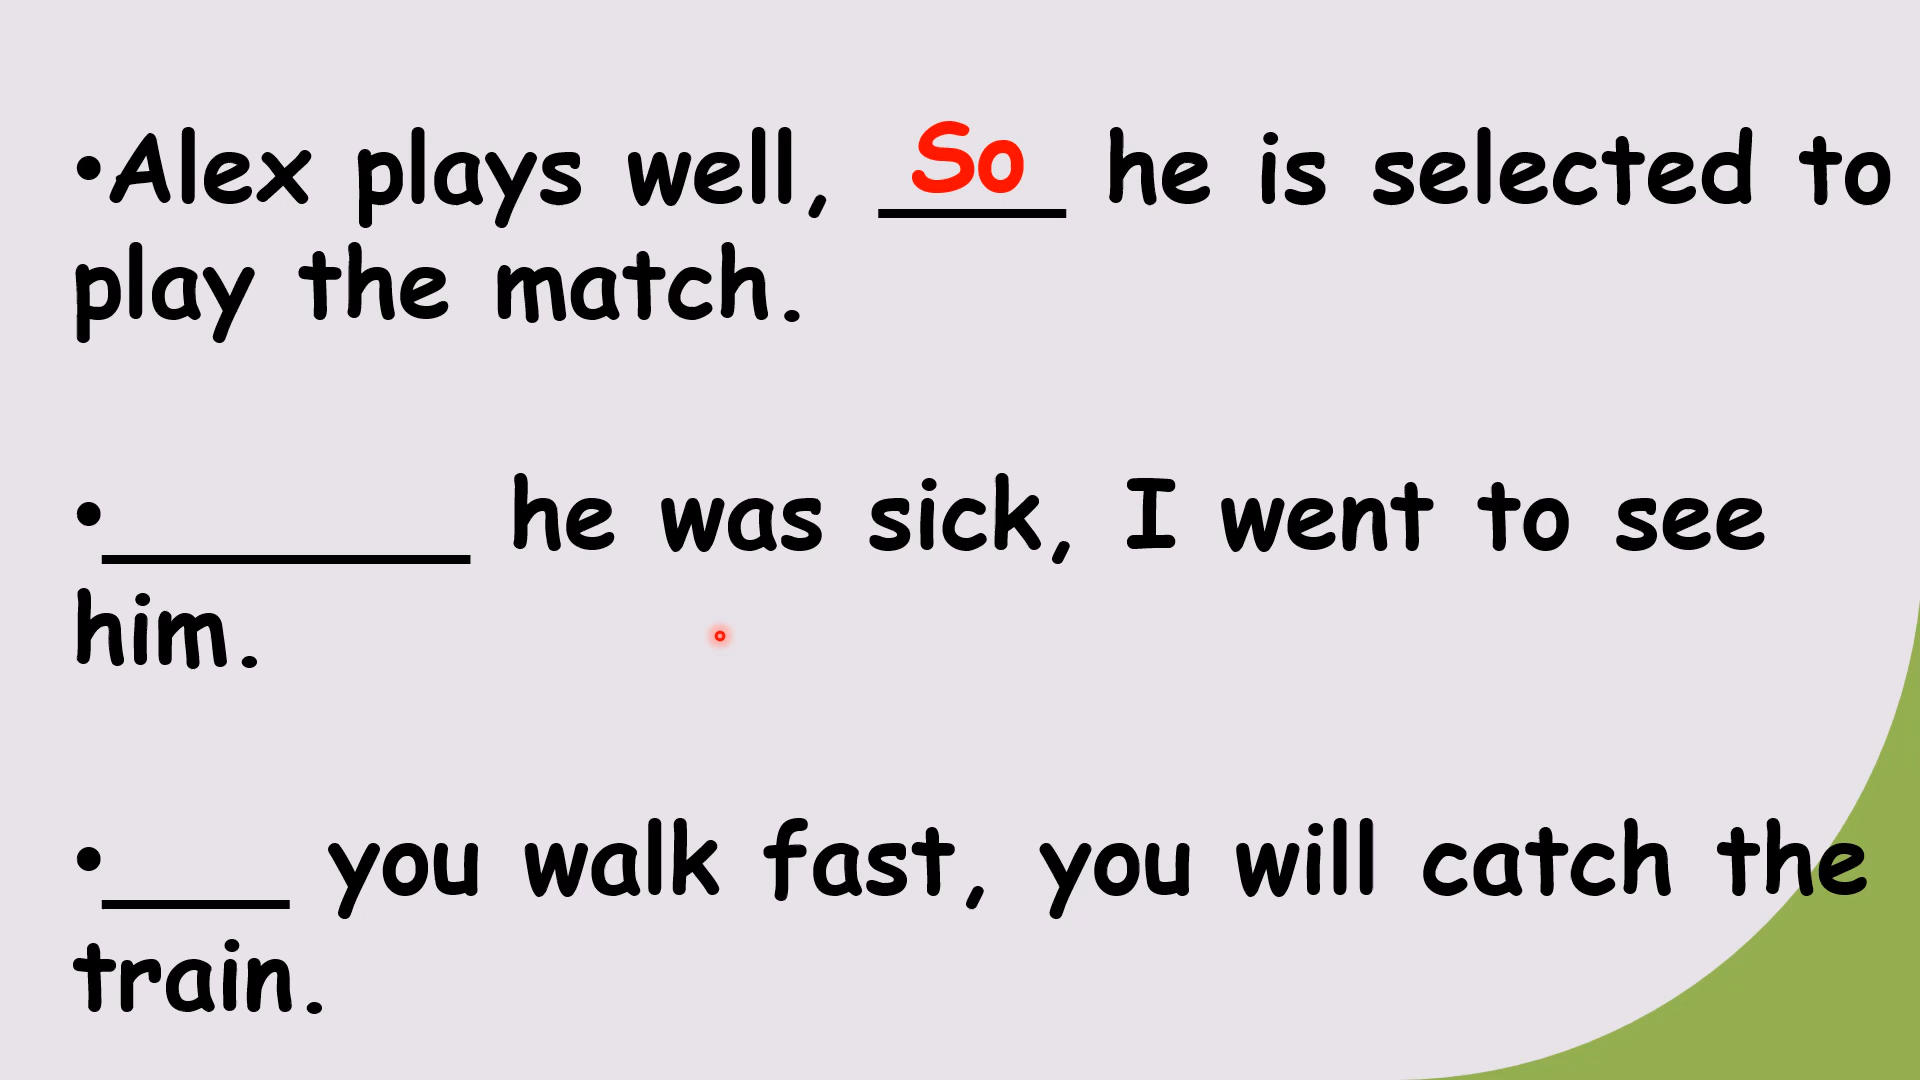 •Alex plays well, So he is selected to
play the match.
•_______ he was sick, I went to see
him.
•____ you walk fast, you will catch the
train.